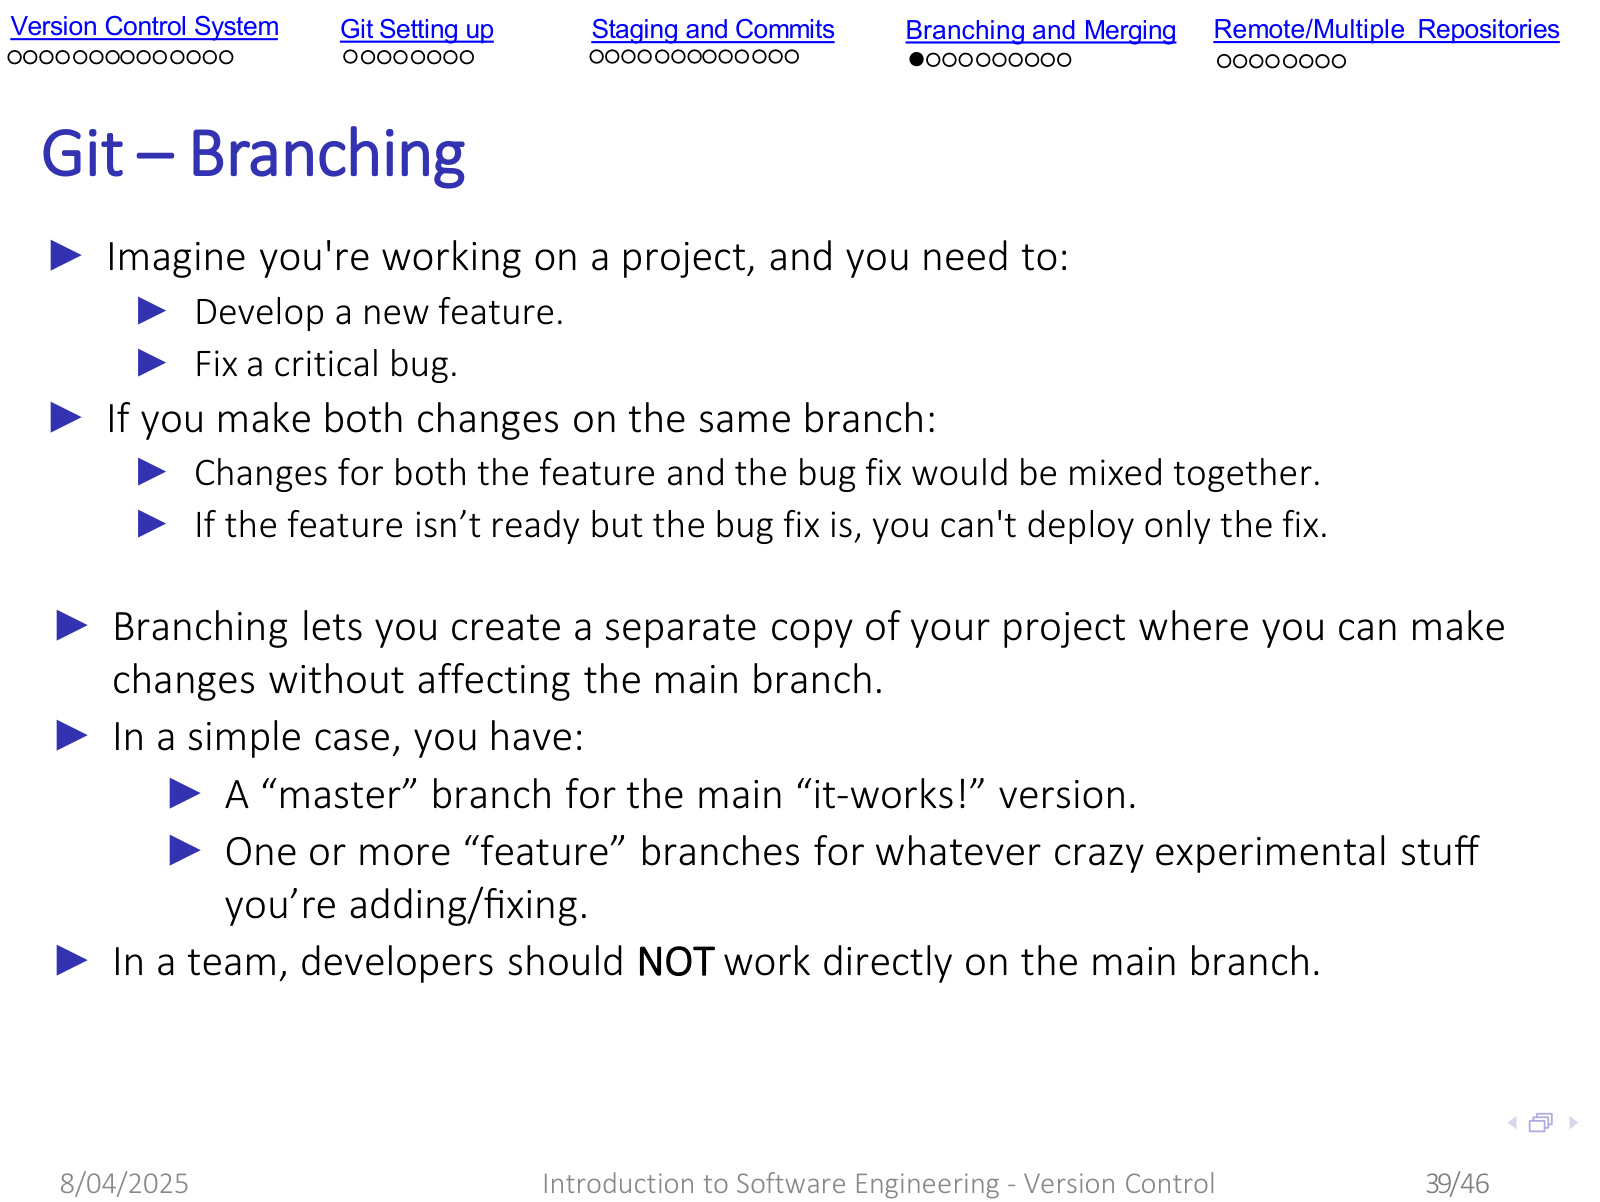 Version Control System
Git Setting up
Staging and Commits
Branching and Merging
Remote/Multiple Repositories
Git – Branching
Imagine you're working on a project, and you need to:
Develop a new feature.
Fix a critical bug.
If you make both changes on the same branch:
Changes for both the feature and the bug fix would be mixed together.
If the feature isn’t ready but the bug fix is, you can't deploy only the fix.
Branching lets you create a separate copy of your project where you can make
changes without affecting the main branch.
In a simple case, you have:
A “master” branch for the main “it-works!” version.
One or more “feature” branches for whatever crazy experimental stuff
you’re adding/fixing.
In a team, developers should NOT work directly on the main branch.
8/04/2025
Introduction to Software Engineering - Version Control
39/46